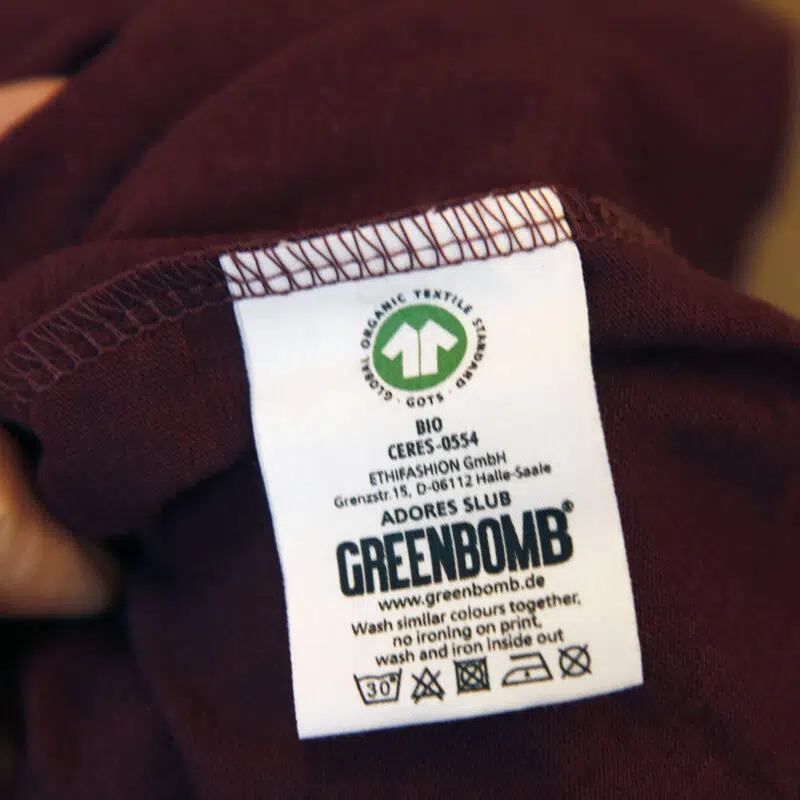 GLOBAL ORGANIC TEXTILE STANDARD
· GOTS ·
BIO
CERES-0554
ETHIFASHION GmbH
Grenzstr.15, D-06112 Halle-Saale
ADORES SLUB
GREENBOMB®
www.greenbomb.de
Wash similar colours together,
no ironing on print,
wash and iron inside out
30°